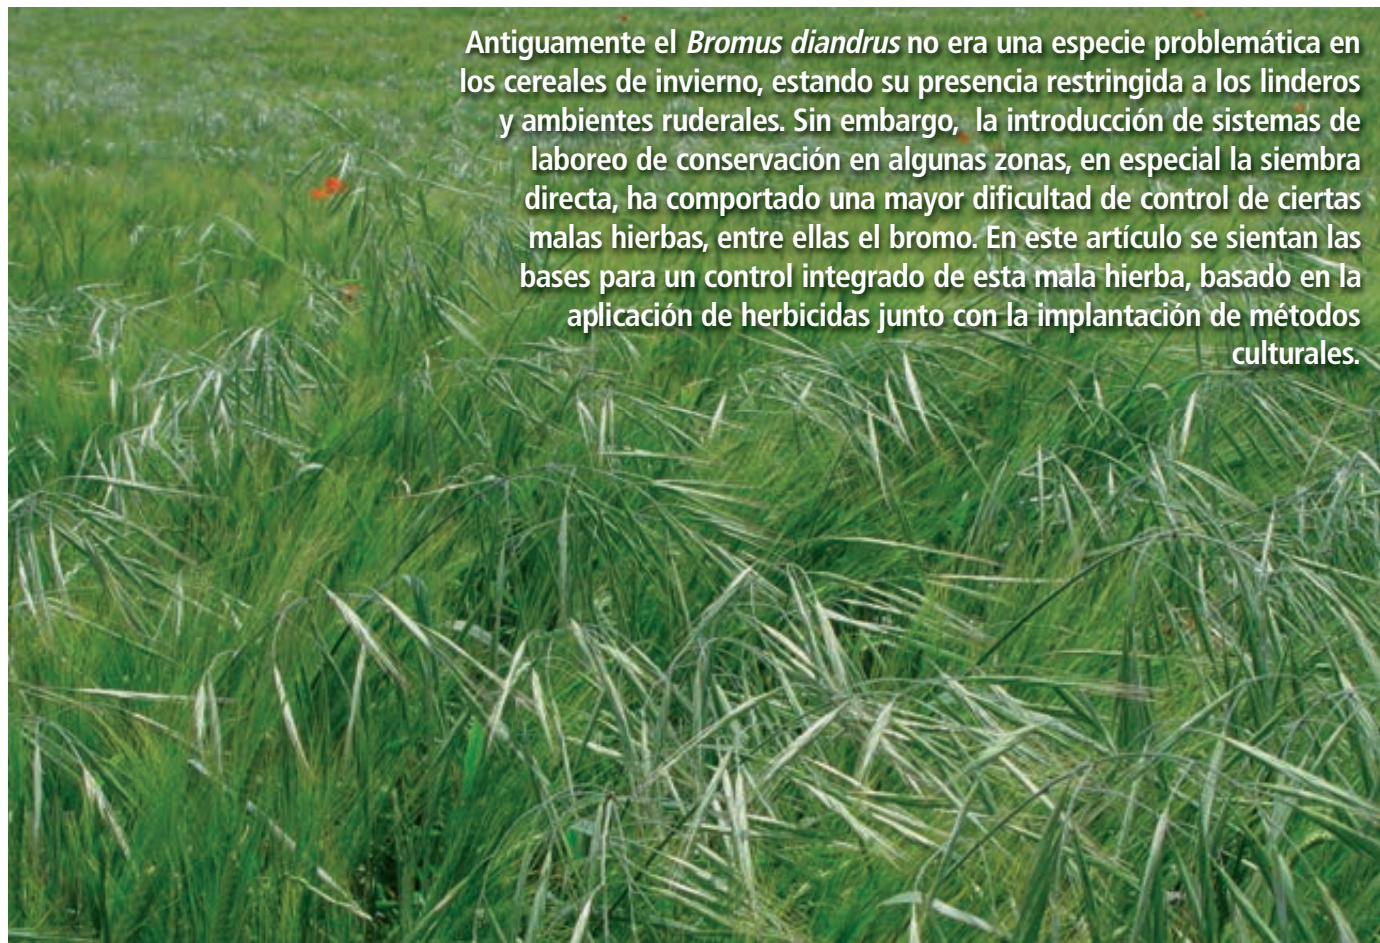 Antiguamente el Bromus diandrus no era una especie problemática en
los cereales de invierno, estando su presencia restringida a los linderos
y ambientes ruderales. Sin embargo,  la introducción de sistemas de
laboreo de conservación en algunas zonas, en especial la siembra
directa, ha comportado una mayor dificultad de control de ciertas
malas hierbas, entre ellas el bromo. En este artículo se sientan las
bases para un control integrado de esta mala hierba, basado en la
aplicación de herbicidas junto con la implantación de métodos
culturales.